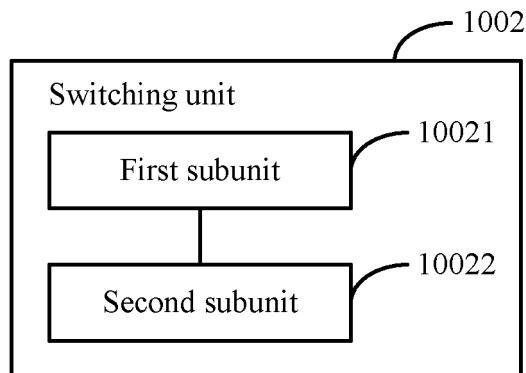 1002
Switching unit
10021
First subunit
10022
Second subunit